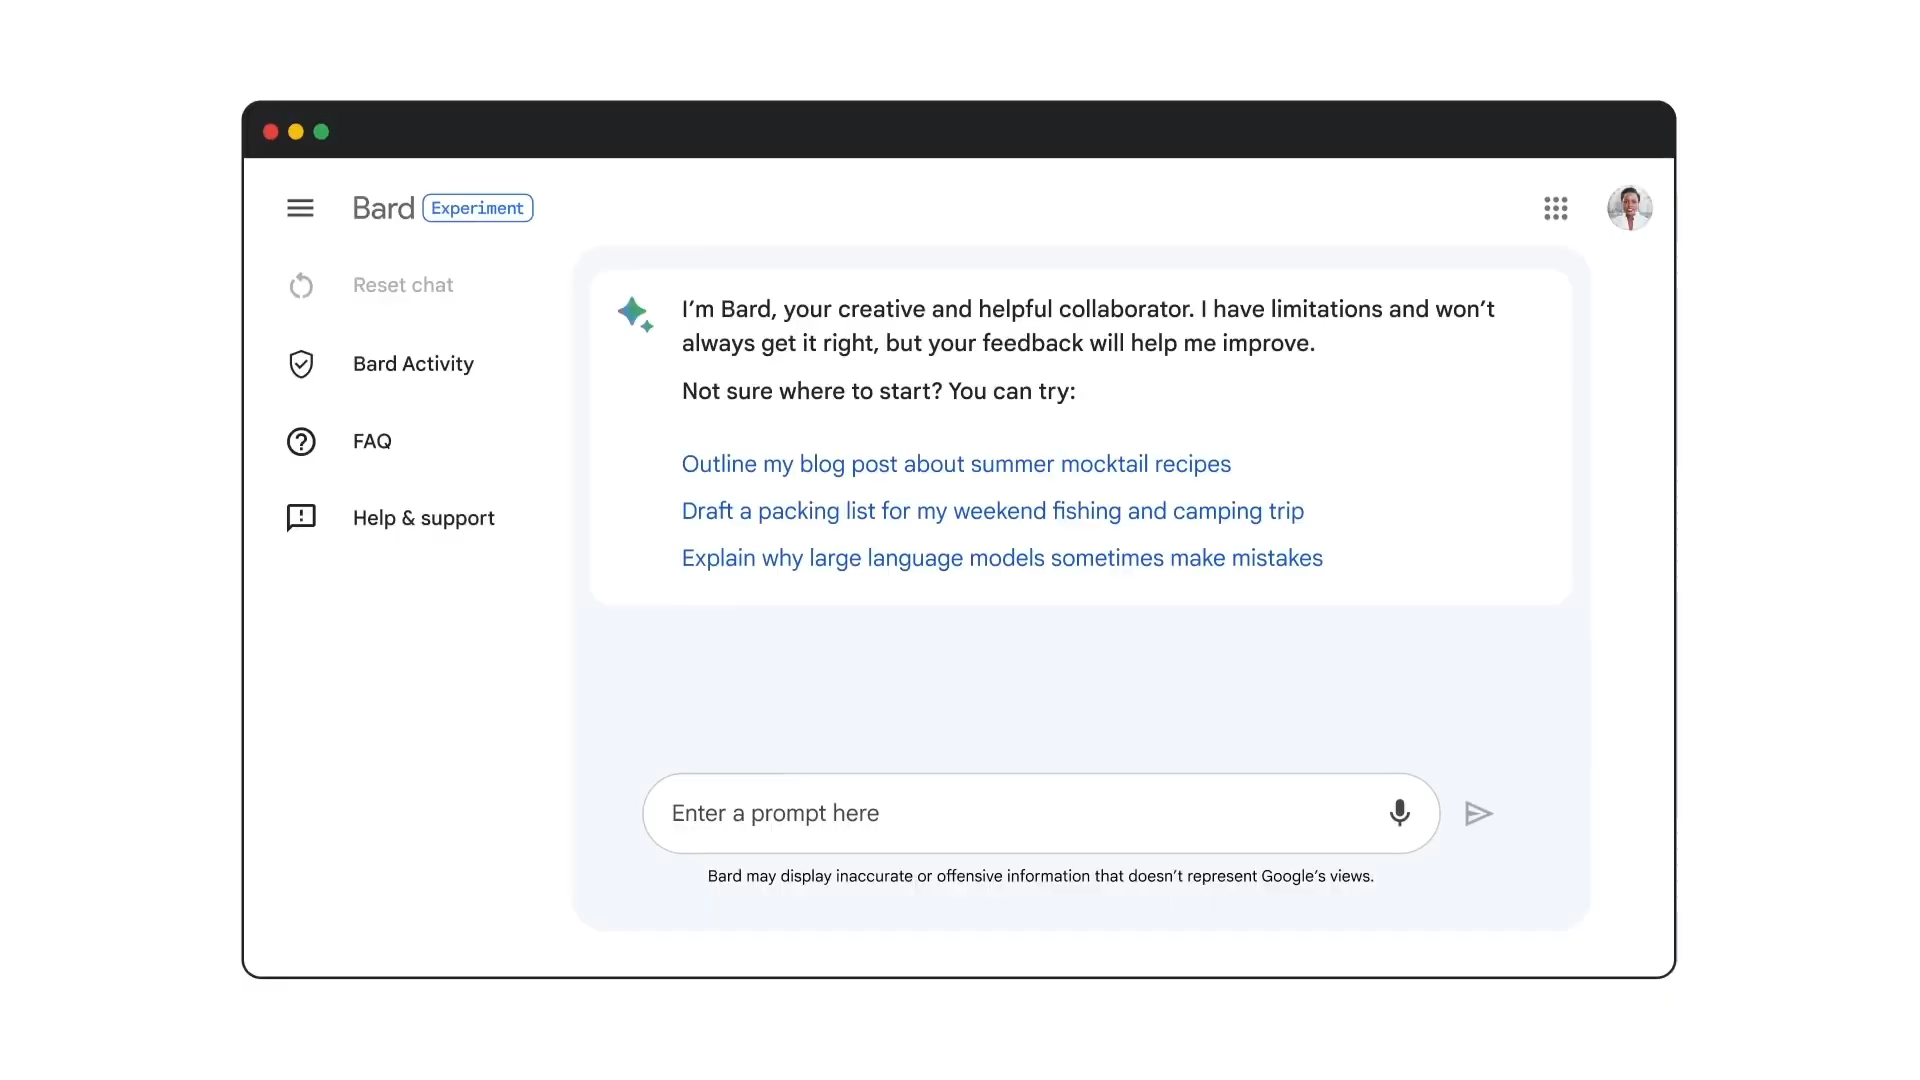 Bard Experiment
Reset chat
Bard Activity
FAQ
Help & support
I’m Bard, your creative and helpful collaborator. I have limitations and won’t
always get it right, but your feedback will help me improve.
Not sure where to start? You can try:
Outline my blog post about summer mocktail recipes
Draft a packing list for my weekend fishing and camping trip
Explain why large language models sometimes make mistakes
Enter a prompt here
Bard may display inaccurate or offensive information that doesn’t represent Google’s views.